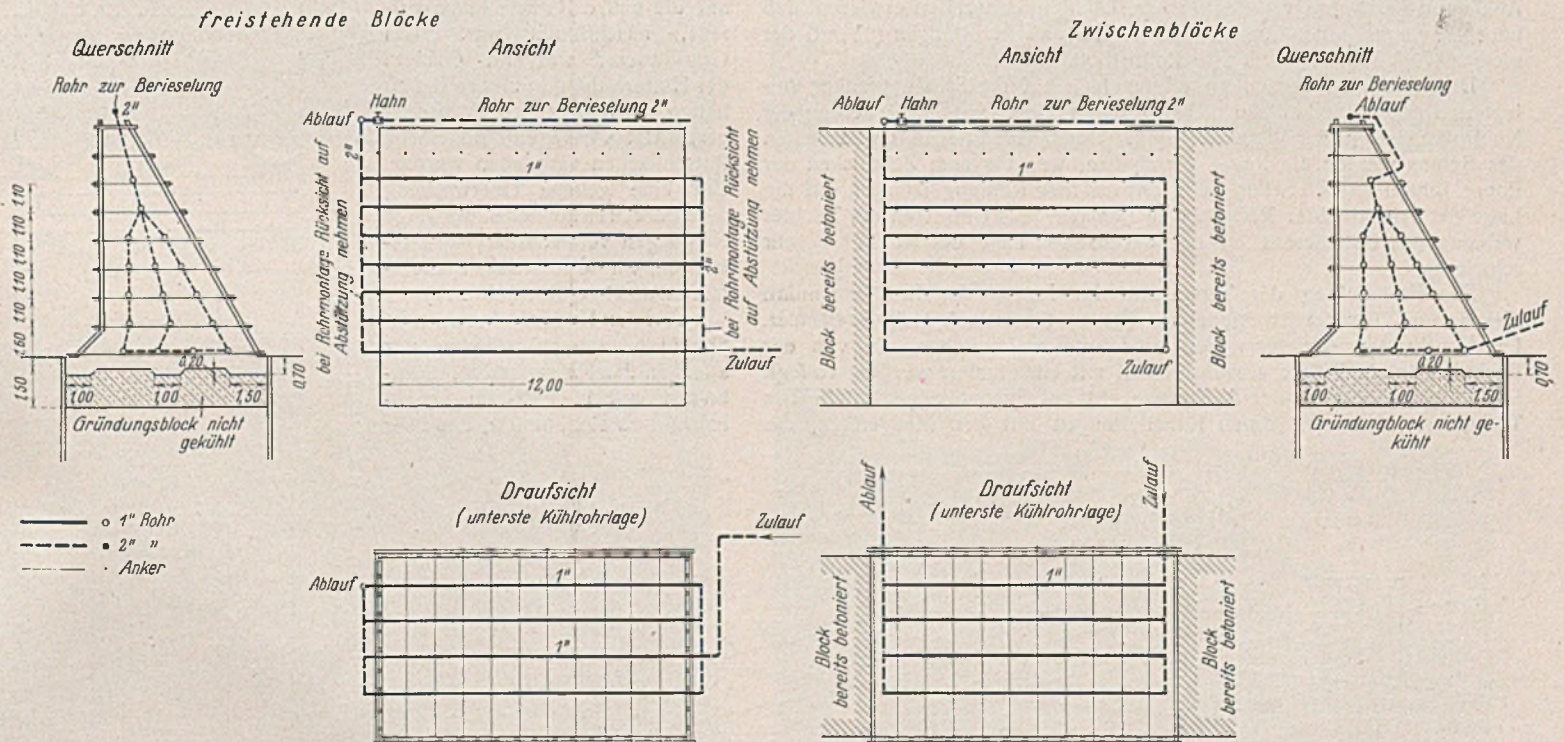 freistehende Blöcke
Querschnitt
Ansicht
Rohr zur Berieselung
2"
Ablauf
Hahn
Rohr zur Berieselung 2"
2"
1"
bei Rohrmontage Rücksicht auf
Abstützung nehmen
2"
bei Rohrmontage Rücksicht
auf Abstützung nehmen
Zulauf
12,00
1,10
1,10
1,10
1,10
1,10
1,60
1,50
0,20
0,70
1,00
1,00
1,50
Gründungsblock nicht
gekühlt
Zwischenblöcke
Ansicht
Querschnitt
Ablauf
Hahn
Rohr zur Berieselung 2"
1"
Block bereits betoniert
Block bereits betoniert
Zulauf
Rohr zur Berieselung
Ablauf
Zulauf
0,20
0,70
1,00
1,00
1,50
Gründungblock nicht ge-
kühlt
1" Rohr
2" "
Anker
Draufsicht
(unterste Kühlrohrlage)
Zulauf
Ablauf
1"
1"
Draufsicht
(unterste Kühlrohrlage)
Ablauf
Zulauf
1"
Block
bereits betoniert
Block
bereits betoniert